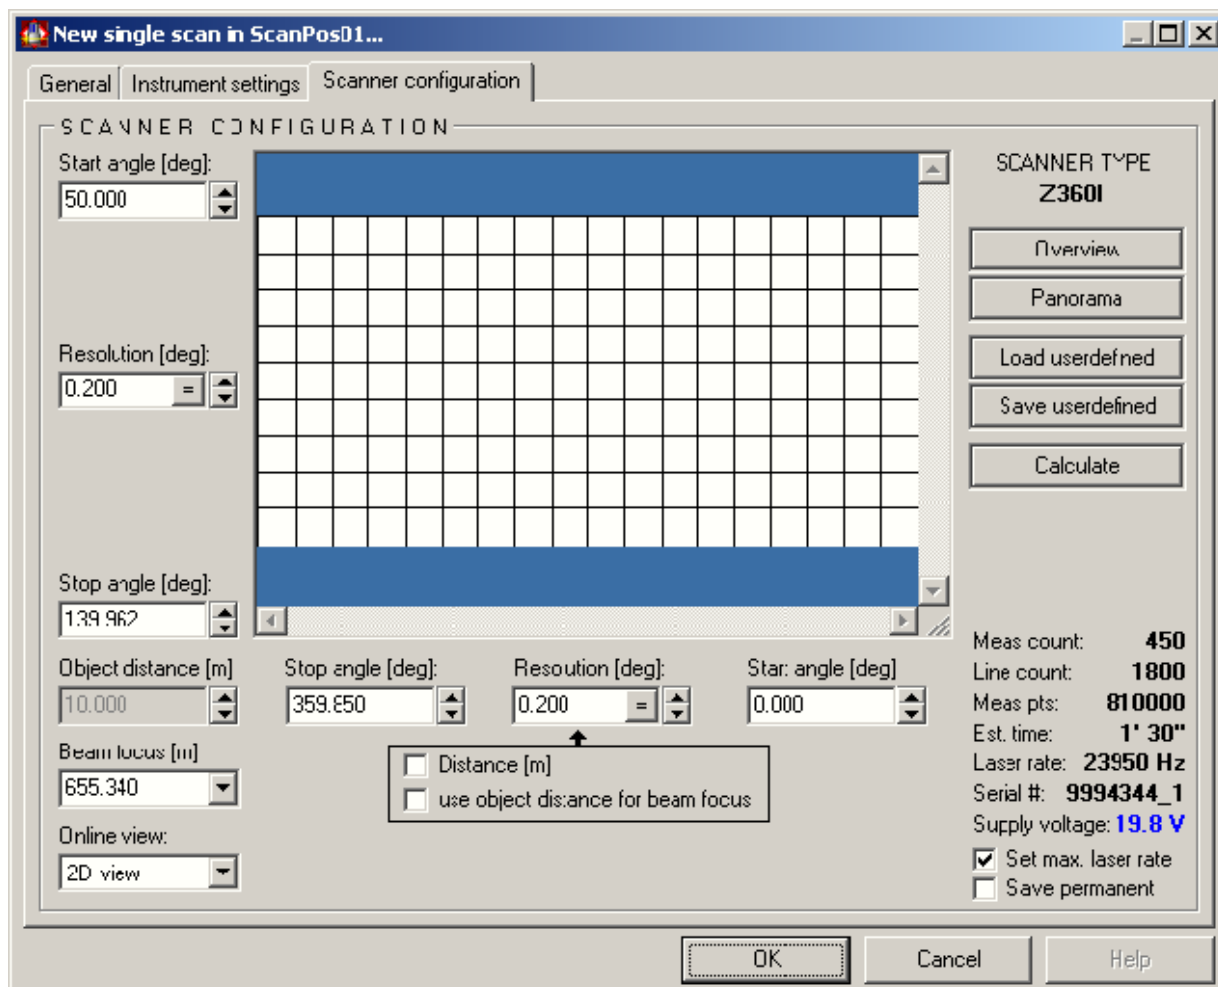 New single scan in ScanPos01...
General Instrument settings Scanner configuration
SCANNER CONFIGURATION
Start angle [deg]:
50.000
Resolution [deg]:
0.200 =
Stop angle [deg]:
139.962
Object distance [m]
10.000
Beam focus [m]
655.340
Online view:
2D view
Stop angle [deg]:
359.850
Resolution [deg]:
0.200 =
Start angle [deg]
0.000
Distance [m]
use object distance for beam focus
SCANNER TYPE
Z360I
Overview
Panorama
Load userdefined
Save userdefined
Calculate
Meas count: 450
Line count: 1800
Meas pts: 810000
Est. time: 1' 30"
Laser rate: 23950 Hz
Serial #: 9994344_1
Supply voltage: 19.8 V
Set max. laser rate
Save permanent
OK Cancel Help